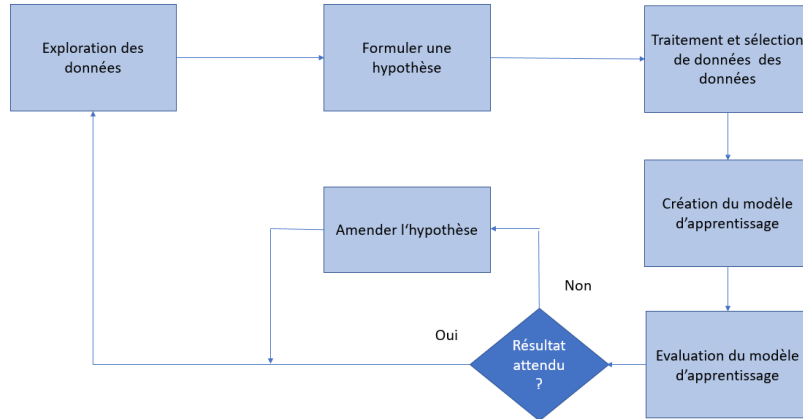 Exploration des
données
Formuler une
hypothèse
Traitement et sélection
de données  des
données
Création du modèle
d'apprentissage
Amender l'hypothèse
Non
Oui
Résultat
attendu
?
Evaluation du modèle
d'apprentissage